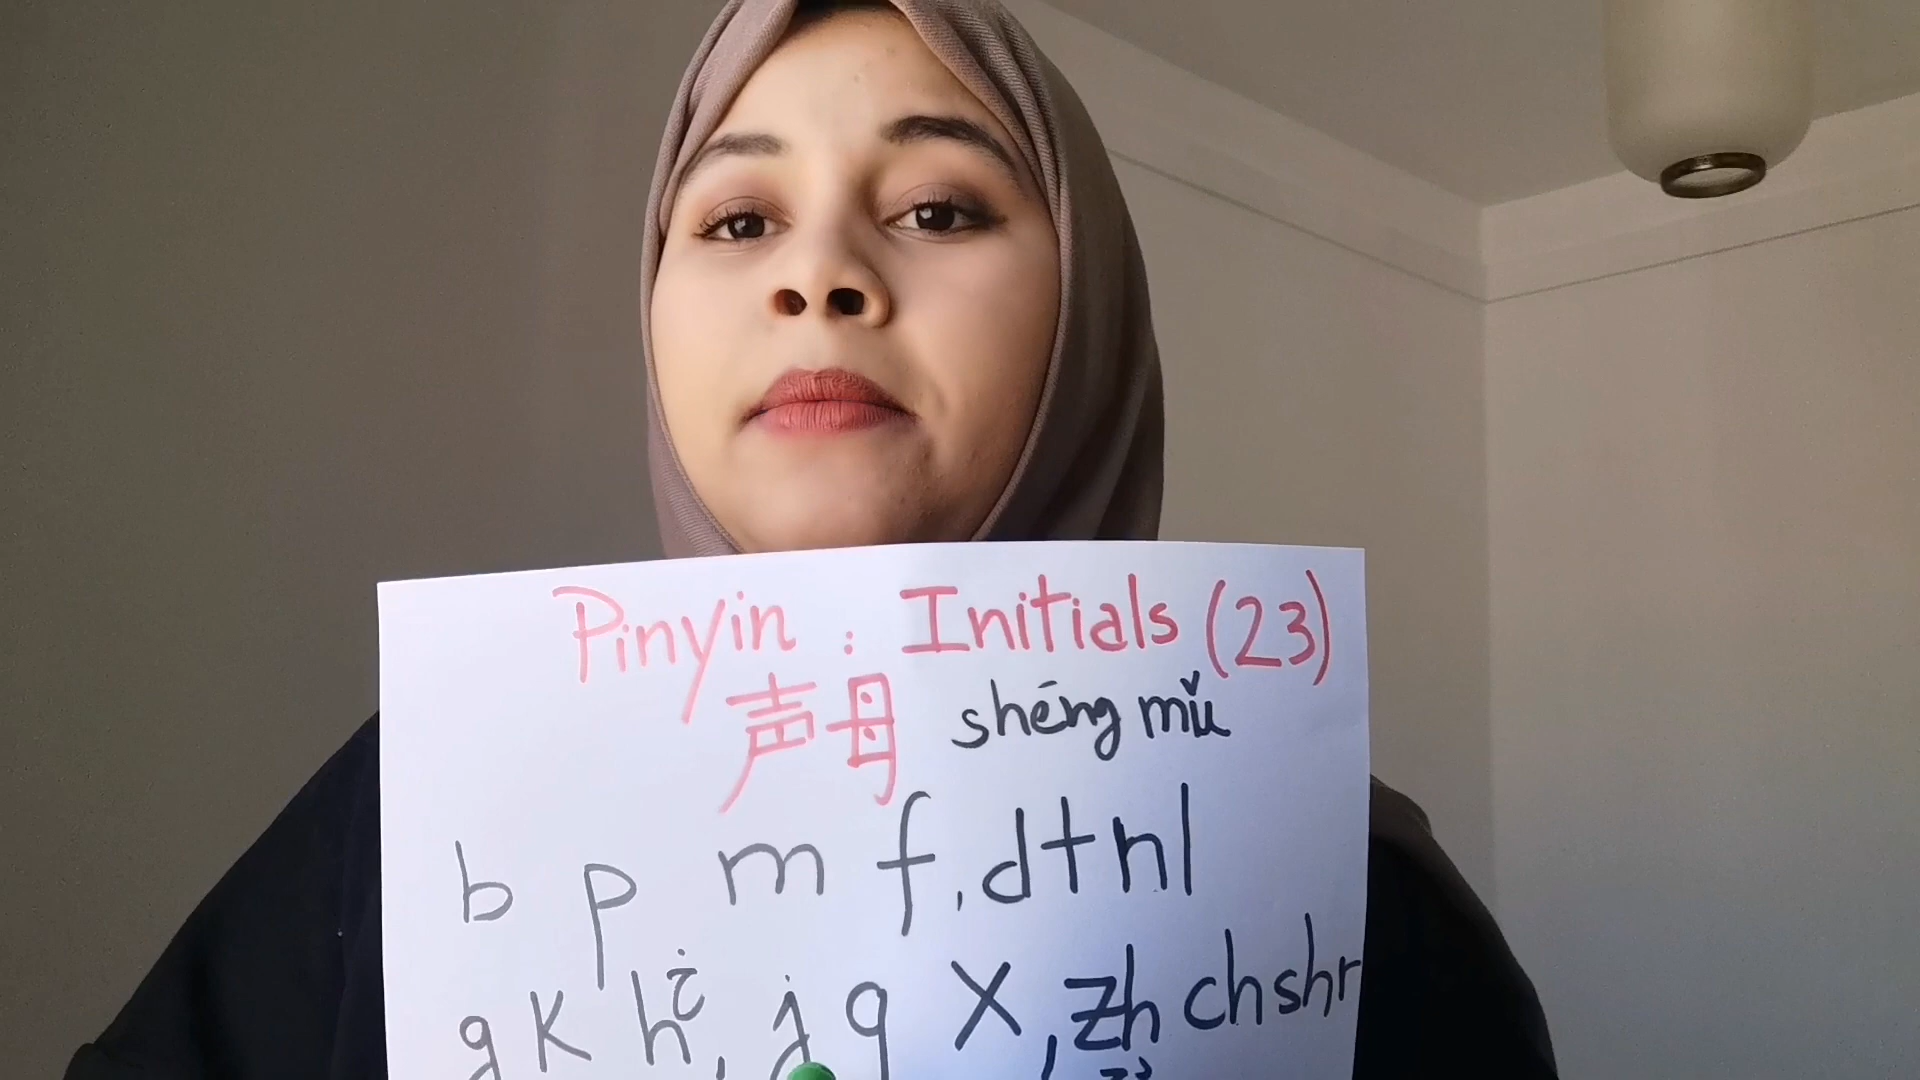 Pinyin : Initials (23)
声母 shēng mǔ
b p m f, d t n l
g k h, j q x, zh ch sh r